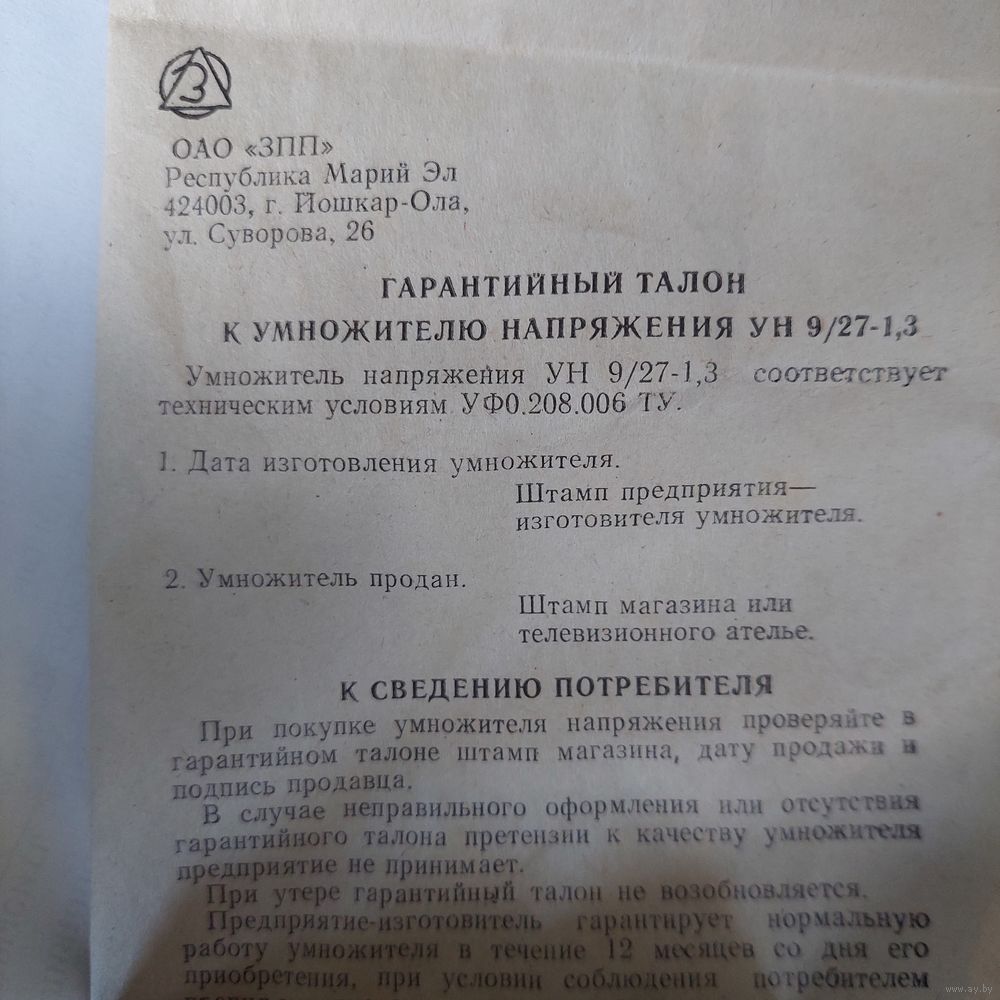 ОАО «ЗПП»
Республика Марий Эл
424003, г. Йошкар-Ола,
ул. Суворова, 26
ГАРАНТИЙНЫЙ ТАЛОН
К УМНОЖИТЕЛЮ НАПРЯЖЕНИЯ УН 9/27-1,3
Умножитель напряжения УН 9/27-1,3 соответствует
техническим условиям УФ0.208.006 ТУ.
1. Дата изготовления умножителя.
Штамп предприятия—
изготовителя умножителя.
2. Умножитель продан.
Штамп магазина или
телевизионного ателье.
К СВЕДЕНИЮ ПОТРЕБИТЕЛЯ
При покупке умножителя напряжения проверяйте в
гарантийном талоне штамп магазина, дату продажи и
подпись продавца.
В случае неправильного оформления или отсутствия
гарантийного талона претензии к качеству умножителя
предприятие не принимает.
При утере гарантийный талон не возобновляется.
Предприятие-изготовитель гарантирует нормальную
работу умножителя в течение 12 месяцев со дня его
приобретения, при условии соблюдения потребителем
www.ay.by